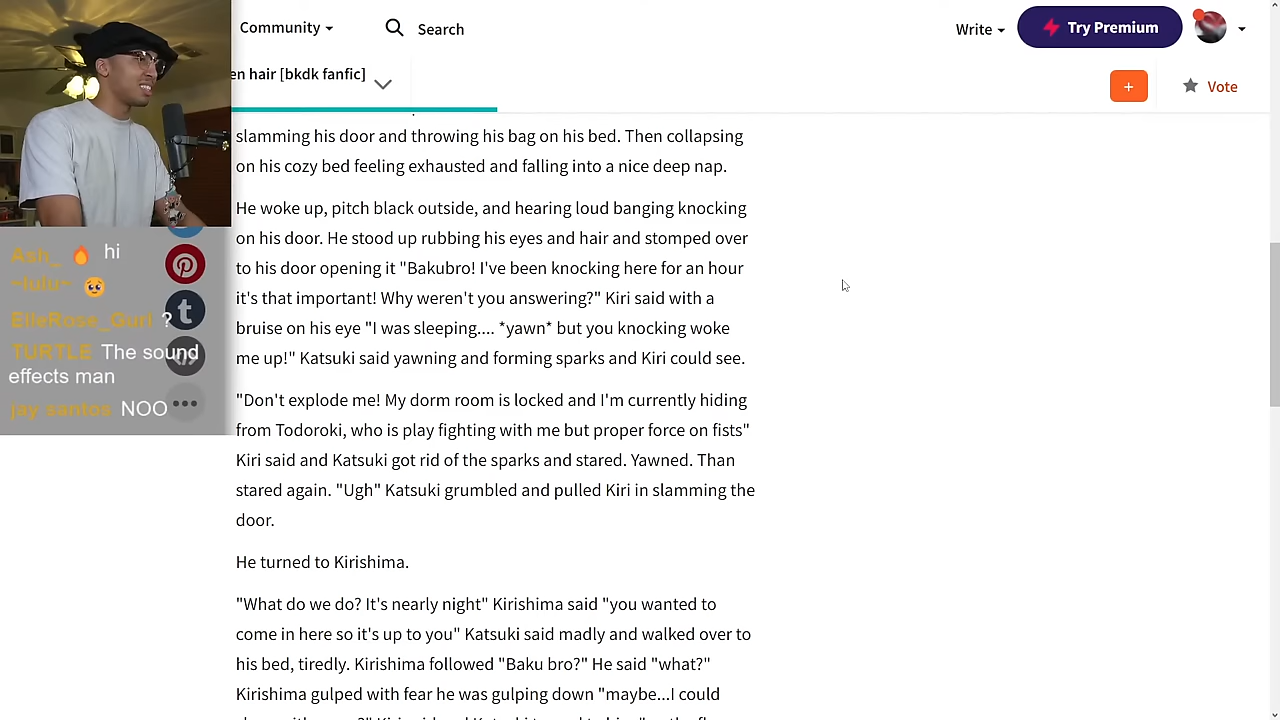 Community
Search
Write
Try Premium
en hair [bkdk fanfic]
+
Vote
slamming his door and throwing his bag on his bed. Then collapsing
on his cozy bed feeling exhausted and falling into a nice deep nap.
He woke up, pitch black outside, and hearing loud banging knocking
on his door. He stood up rubbing his eyes and hair and stomped over
to his door opening it "Bakubro! I've been knocking here for an hour
it's that important! Why weren't you answering?" Kiri said with a
bruise on his eye "I was sleeping.... *yawn* but you knocking woke
me up!" Katsuki said yawning and forming sparks and Kiri could see.
"Don't explode me! My dorm room is locked and I'm currently hiding
from Todoroki, who is play fighting with me but proper force on fists"
Kiri said and Katsuki got rid of the sparks and stared. Yawned. Than
stared again. "Ugh" Katsuki grumbled and pulled Kiri in slamming the
door.
He turned to Kirishima.
"What do we do? It's nearly night" Kirishima said "you wanted to
come in here so it's up to you" Katsuki said madly and walked over to
his bed, tiredly. Kirishima followed "Baku bro?" He said "what?"
Kirishima gulped with fear he was gulping down "maybe...I could
Ash_ 🔥 hi
~lulu~ 🥹
ElleRose_Gurl ?
TURTLE The sound
effects man
jay santos NOO